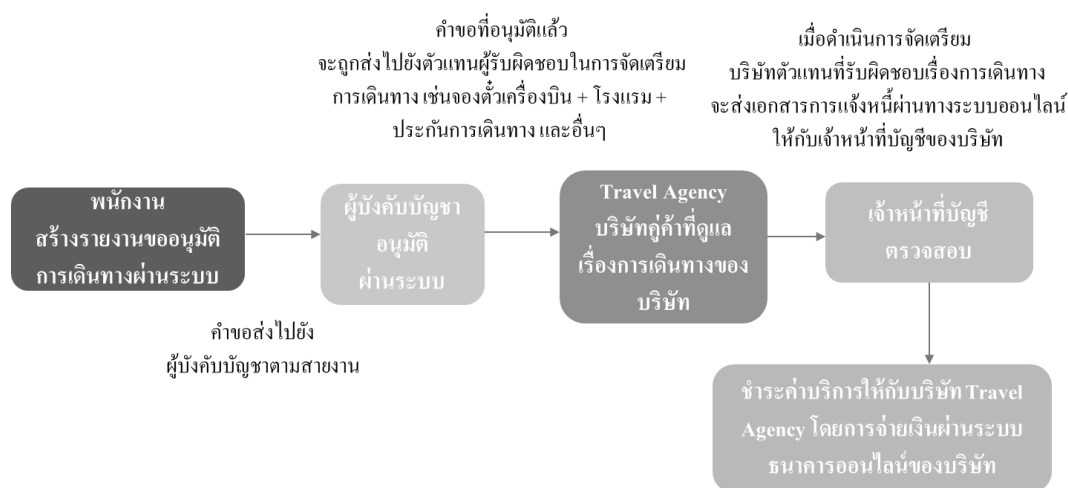 คำขอที่อนุมัติแล้ว
จะถูกส่งไปยังตัวแทนผู้รับผิดชอบในการจัดเตรียม
การเดินทาง เช่นจองตั๋วเครื่องบิน + โรงแรม +
ประกันการเดินทาง และอื่นๆ
เมื่อดำเนินการจัดเตรียม
บริษัทตัวแทนที่รับผิดชอบเรื่องการเดินทาง
จะส่งเอกสารการแจ้งหนี้ผ่านทางระบบออนไลน์
ให้กับเจ้าหน้าที่บัญชีของบริษัท
พนักงาน
สร้างรายงานขออนุมัติ
การเดินทางผ่านระบบ
ผู้บังคับบัญชา
อนุมัติ
ผ่านระบบ
Travel Agency
บริษัทคู่ค้าที่ดูแล
เรื่องการเดินทางของ
บริษัท
เจ้าหน้าที่บัญชี
ตรวจสอบ
คำขอส่งไปยัง
ผู้บังคับบัญชาตามสายงาน
ชำระค่าบริการให้กับบริษัท Travel
Agency โดยการจ่ายเงินผ่านระบบ
ธนาคารออนไลน์ของบริษัท